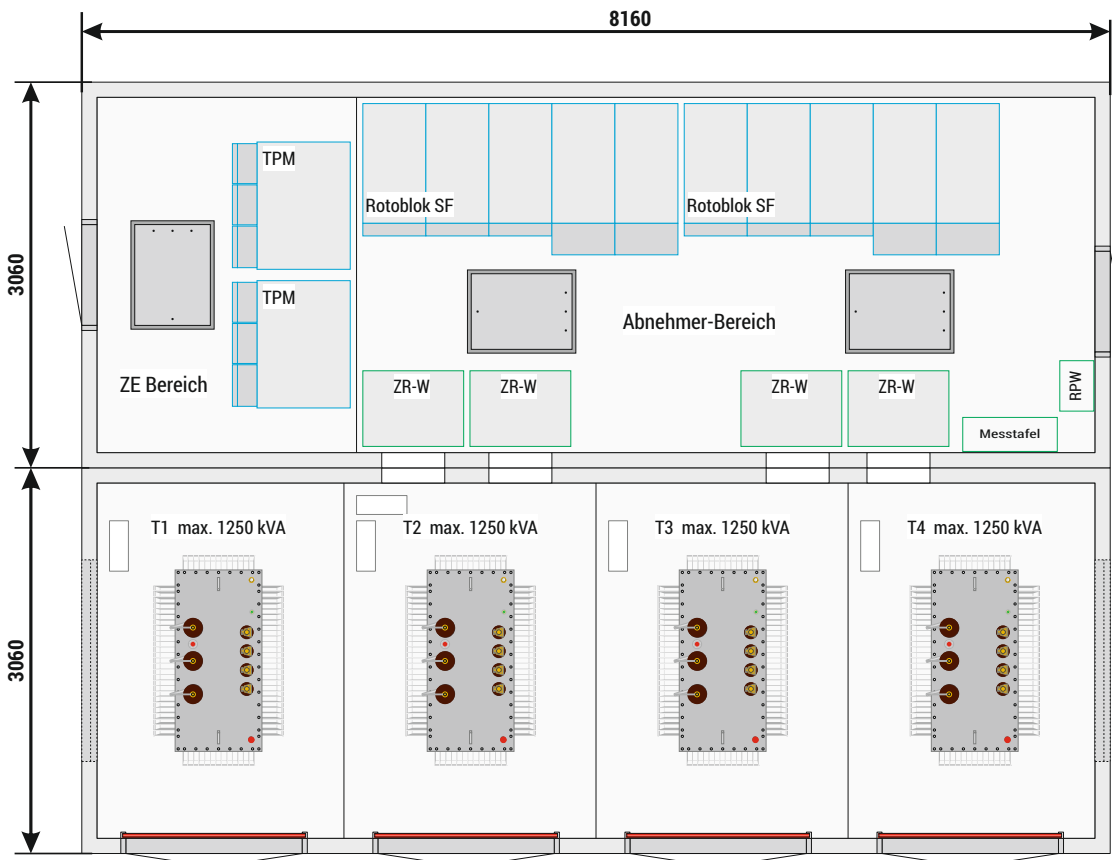 8160
3060
TPM
Rotoblok SF
Rotoblok SF
TPM
Abnehmer-Bereich
ZE Bereich
ZR-W
ZR-W
ZR-W
ZR-W
RPW
Messtafel
3060
T1 max. 1250 kVA
T2 max. 1250 kVA
T3 max. 1250 kVA
T4 max. 1250 kVA